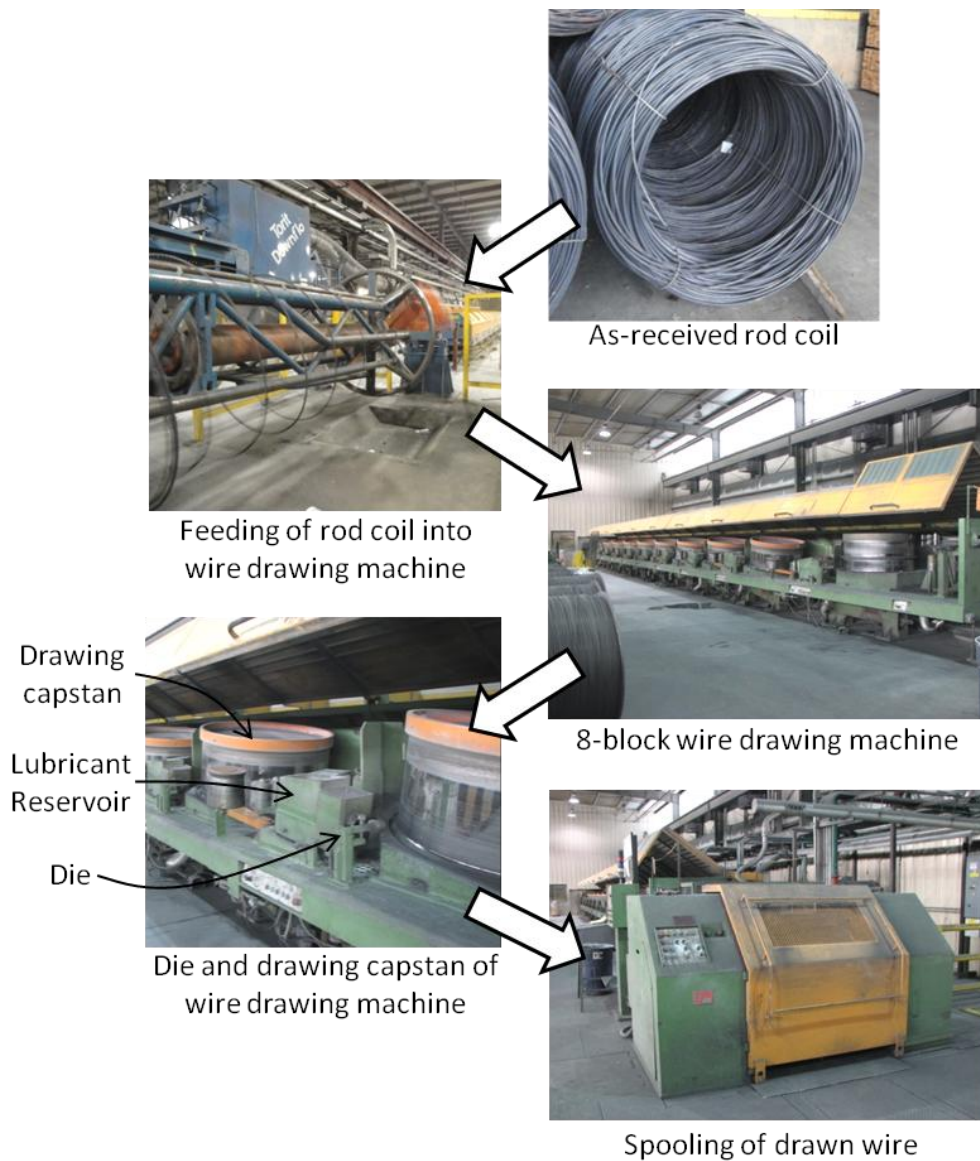 As-received rod coil
Torit
Downflo
Feeding of rod coil into
wire drawing machine
8-block wire drawing machine
Drawing
capstan
Lubricant
Reservoir
Die
Die and drawing capstan of
wire drawing machine
Spooling of drawn wire